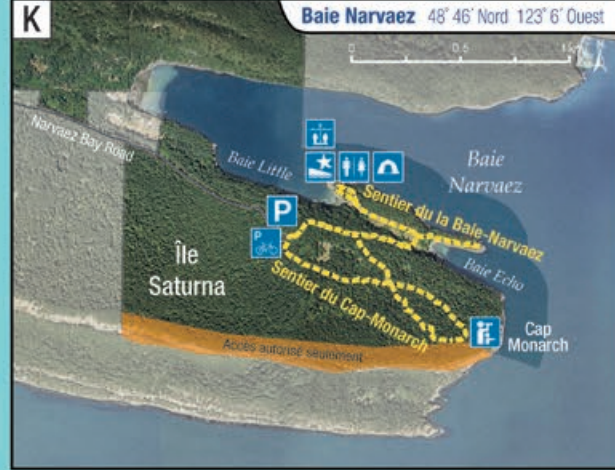 K
Baie Narvaez 48° 46' Nord 123° 6' Ouest
0 0.5 1
Narvaez Bay Road
Baie Little
Baie
Narvaez
Sentier du la Baie-Narvaez
P
P
Île
Saturna
Baie Echo
Sentier du Cap-Monarch
Cap
Monarch
Accès autorisé seulement